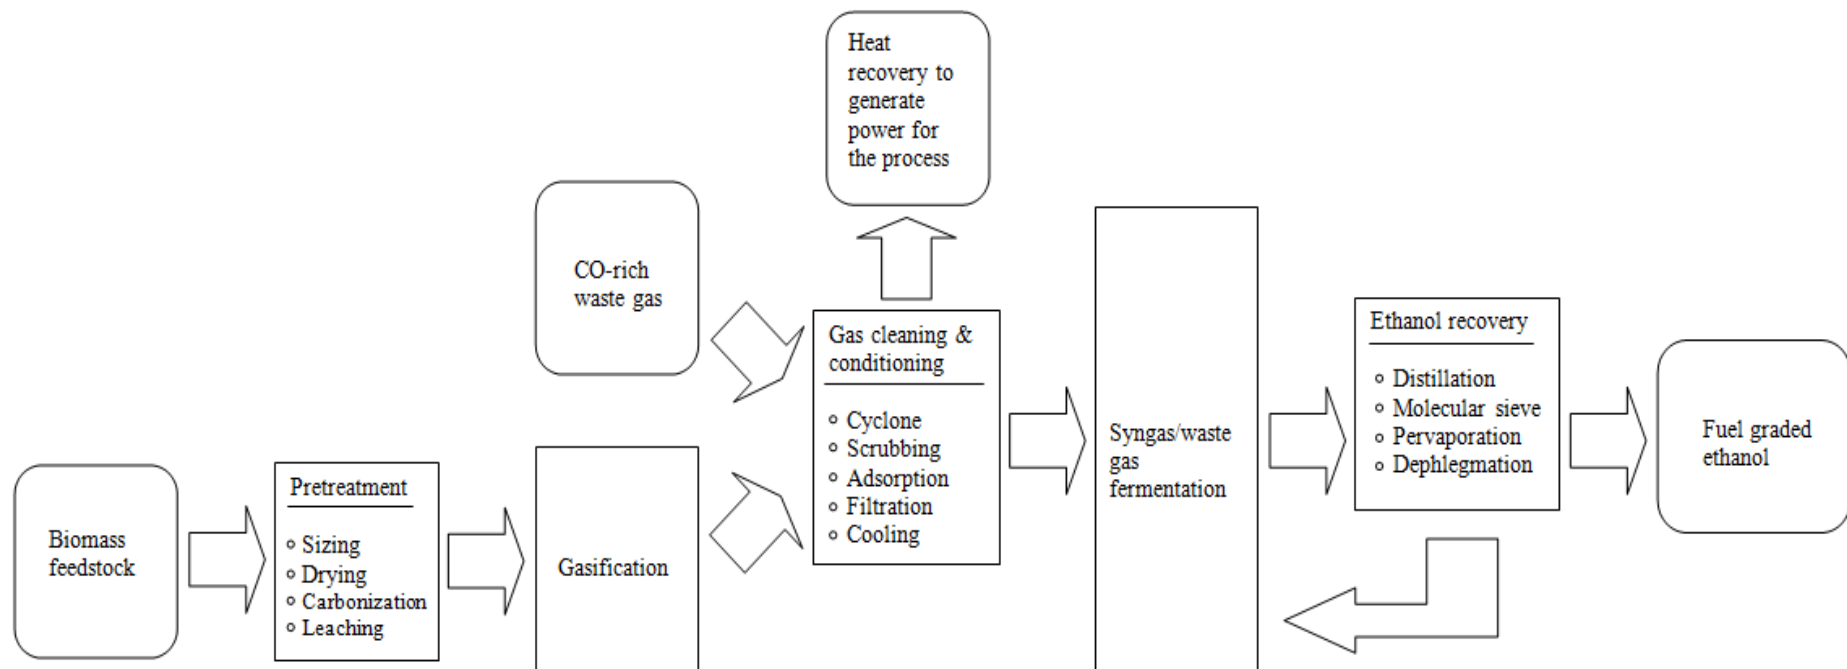 Heat
recovery to
generate
power for
the process
CO-rich
waste gas
Gas cleaning &
conditioning
Cyclone
Scrubbing
Adsorption
Filtration
Cooling
Biomass
feedstock
Pretreatment
Sizing
Drying
Carbonization
Leaching
Gasification
Syngas/waste
gas
fermentation
Ethanol recovery
Distillation
Molecular sieve
Pervaporation
Dephlegmation
Fuel graded
ethanol